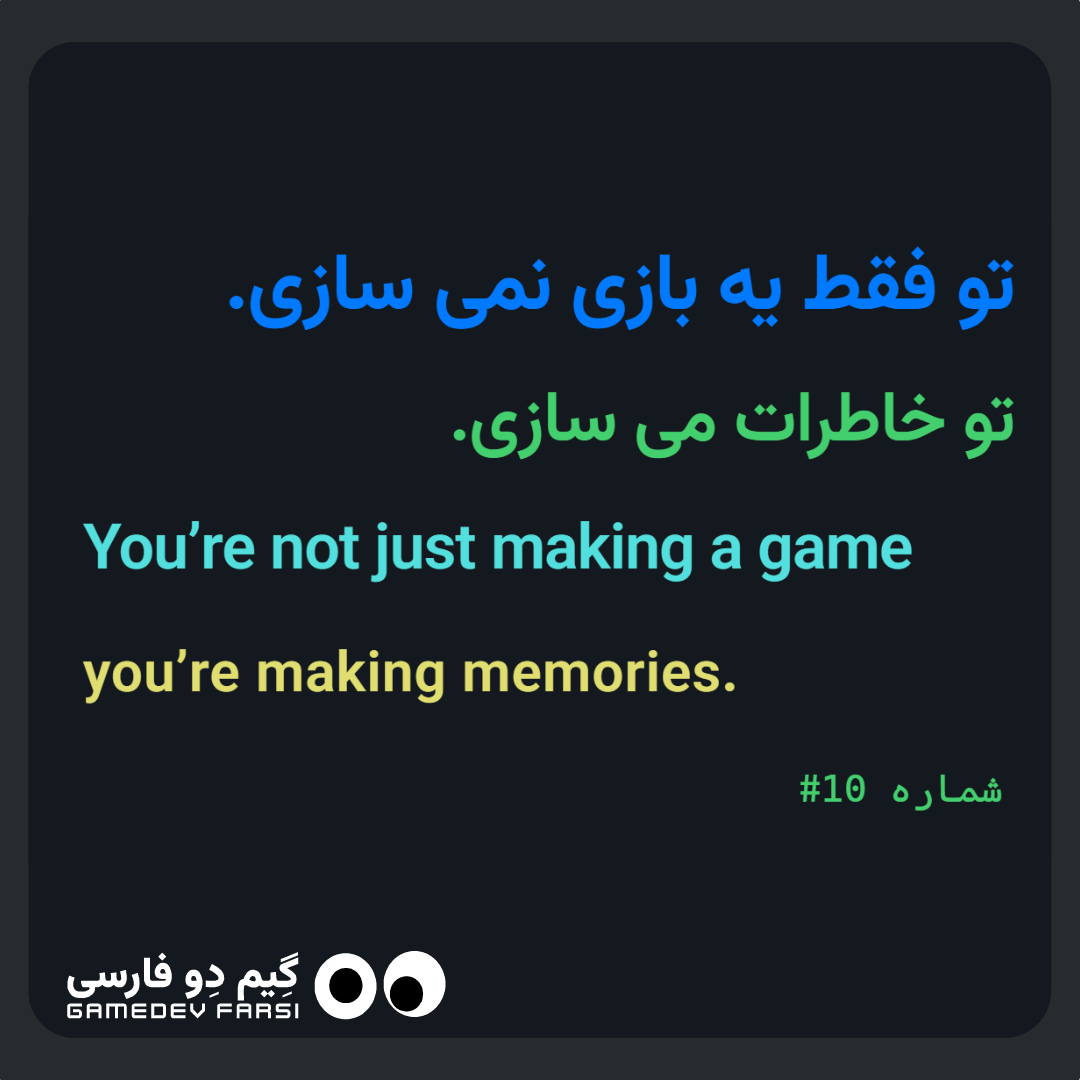 تو فقط یه بازی نمی سازی.
تو خاطرات می سازی.
You’re not just making a game
you’re making memories.
شماره 10#
گِیم دِو فارسی
GAMEDEV FARSI